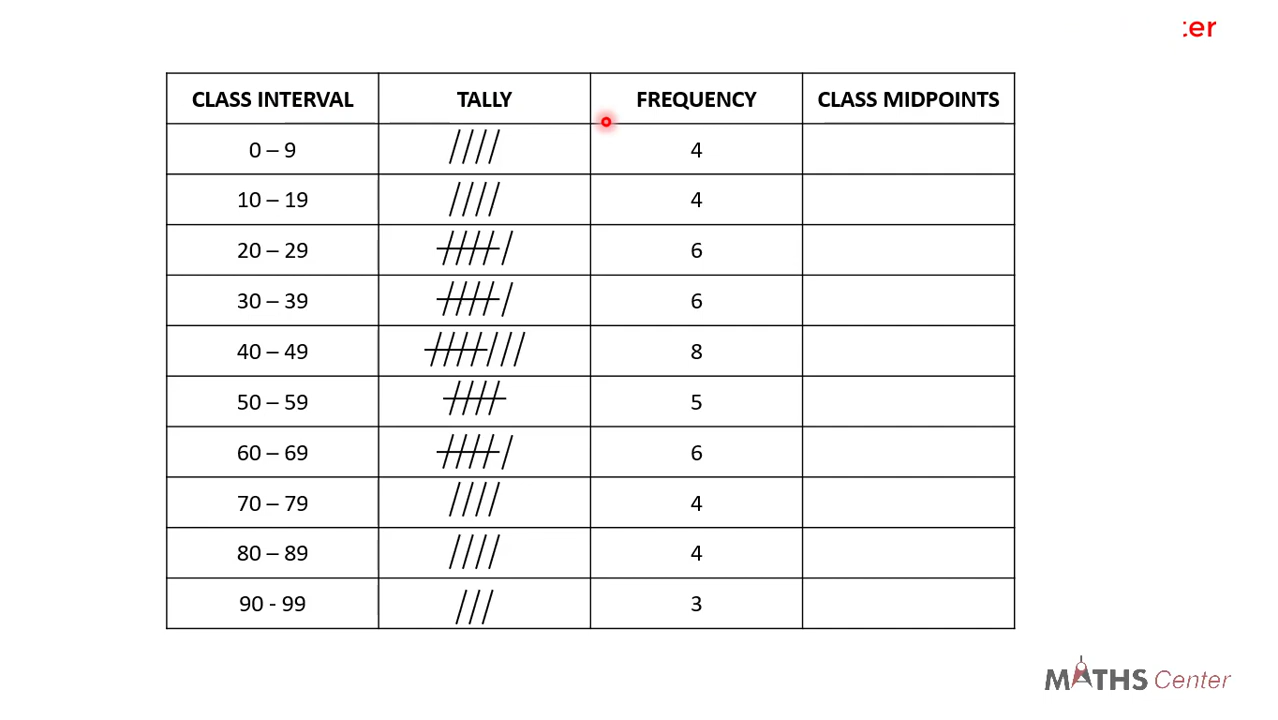 :er
CLASS INTERVAL TALLY FREQUENCY CLASS MIDPOINTS
0 – 9 //// 4
10 – 19 //// 4
20 – 29 6
30 – 39 6
40 – 49 8
50 – 59 5
60 – 69 6
70 – 79 //// 4
80 – 89 //// 4
90 - 99 /// 3
MATHS Center